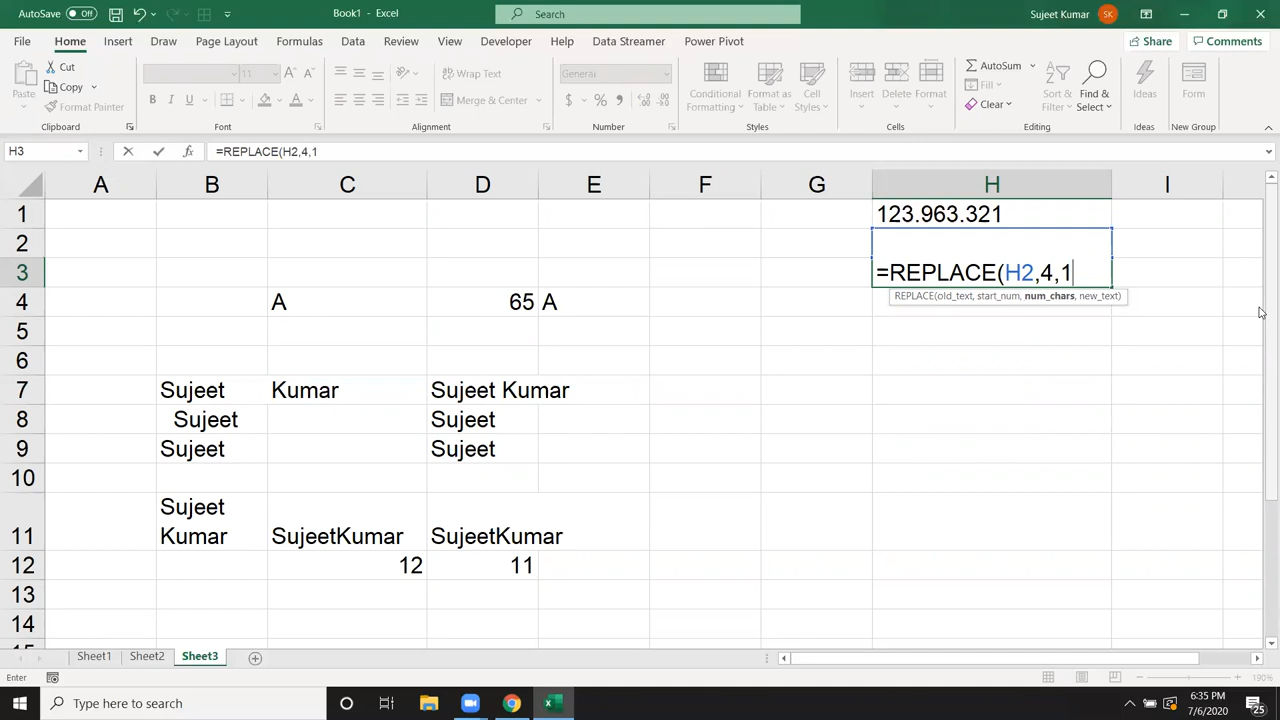 AutoSave Off Book1 - Excel Search Sujeet Kumar SK
File Home Insert Draw Page Layout Formulas Data Review View Developer Help Data Streamer Power Pivot Share Comments
Paste Cut Copy Format Painter
11 Wrap Text Merge & Center General
B I U $ %
Conditional Formatting Format as Table Cell Styles Insert Delete Format
AutoSum Fill Clear Sort & Filter Find & Select Ideas Form
Clipboard Font Alignment Number Styles Cells Editing Ideas New Group
H3 fx =REPLACE(H2,4,1
A B C D E F G H I
1 123.963.321
2
3 =REPLACE(H2,4,1
REPLACE(old_text, start_num, num_chars, new_text)
4 A 65 A
5
6
7 Sujeet Kumar Sujeet Kumar
8 Sujeet Sujeet
9 Sujeet Sujeet
10
11 Sujeet Kumar SujeetKumar SujeetKumar
12 12 11
13
14
15
Sheet1 Sheet2 Sheet3
Enter 190%
Type here to search 6:35 PM
7/6/2020 25